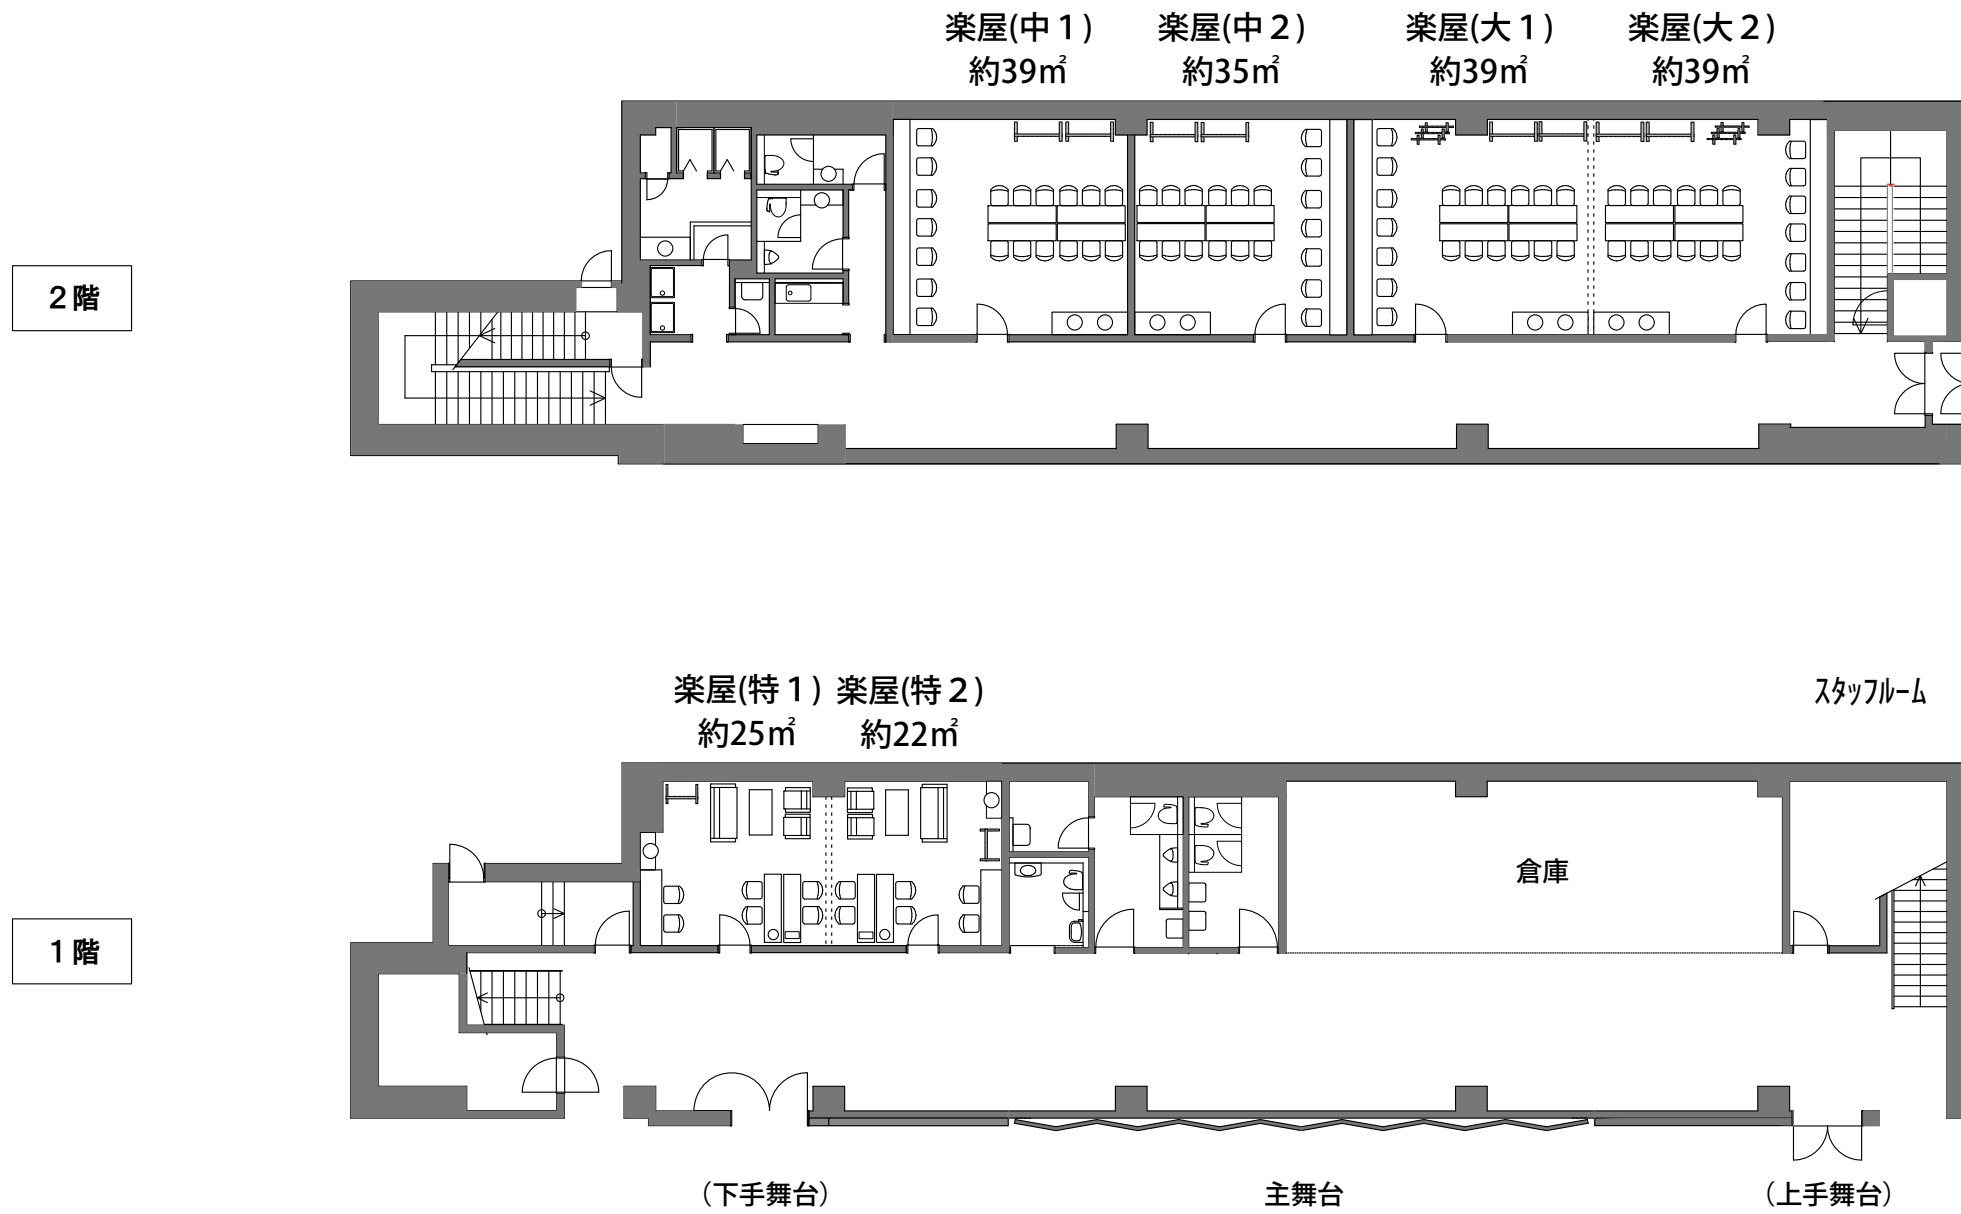 楽屋(中１)
約39㎡
楽屋(中２)
約35㎡
楽屋(大１)
約39㎡
楽屋(大２)
約39㎡
２階
楽屋(特１)
約25㎡
楽屋(特２)
約22㎡
ｽﾀｯﾌﾙｰﾑ
倉庫
１階
（下手舞台）
主舞台
（上手舞台）